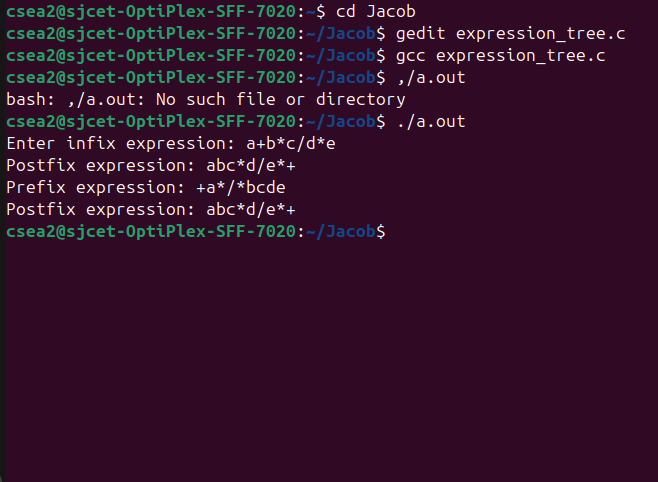 csea2@sjcet-OptiPlex-SFF-7020:~$ cd Jacob
csea2@sjcet-OptiPlex-SFF-7020:~/Jacob$ gedit expression_tree.c
csea2@sjcet-OptiPlex-SFF-7020:~/Jacob$ gcc expression_tree.c
csea2@sjcet-OptiPlex-SFF-7020:~/Jacob$ ,/a.out
bash: ,/a.out: No such file or directory
csea2@sjcet-OptiPlex-SFF-7020:~/Jacob$ ./a.out
Enter infix expression: a+b*c/d*e
Postfix expression: abc*d/e*+
Prefix expression: +a*/*bcde
Postfix expression: abc*d/e*+
csea2@sjcet-OptiPlex-SFF-7020:~/Jacob$